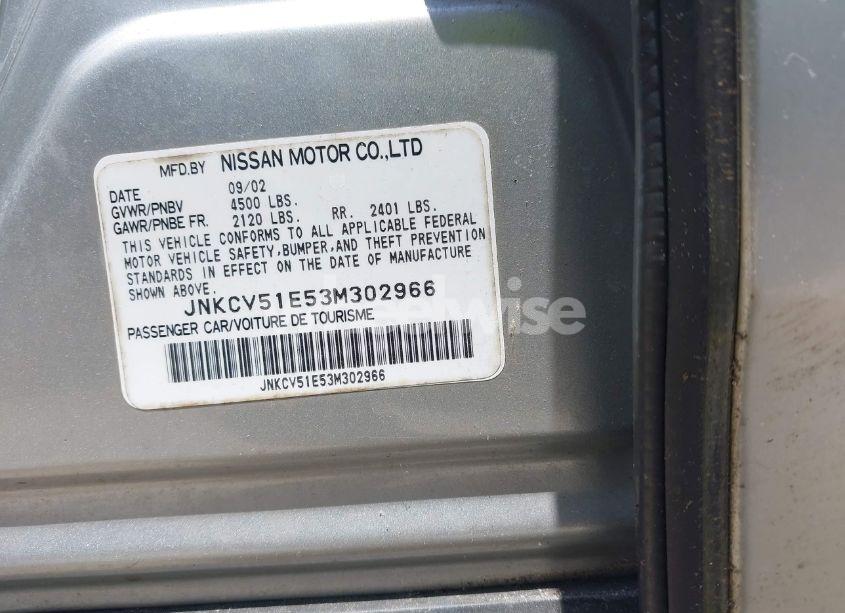 MFD.BY NISSAN MOTOR CO.,LTD
DATE 09/02
GVWR/PNBV 4500 LBS.
GAWR/PNBE FR. 2120 LBS. RR. 2401 LBS.
THIS VEHICLE CONFORMS TO ALL APPLICABLE FEDERAL
MOTOR VEHICLE SAFETY,BUMPER,AND THEFT PREVENTION
STANDARDS IN EFFECT ON THE DATE OF MANUFACTURE
SHOWN ABOVE.
JNKCV51E53M302966
PASSENGER CAR/VOITURE DE TOURISME
JNKCV51E53M302966